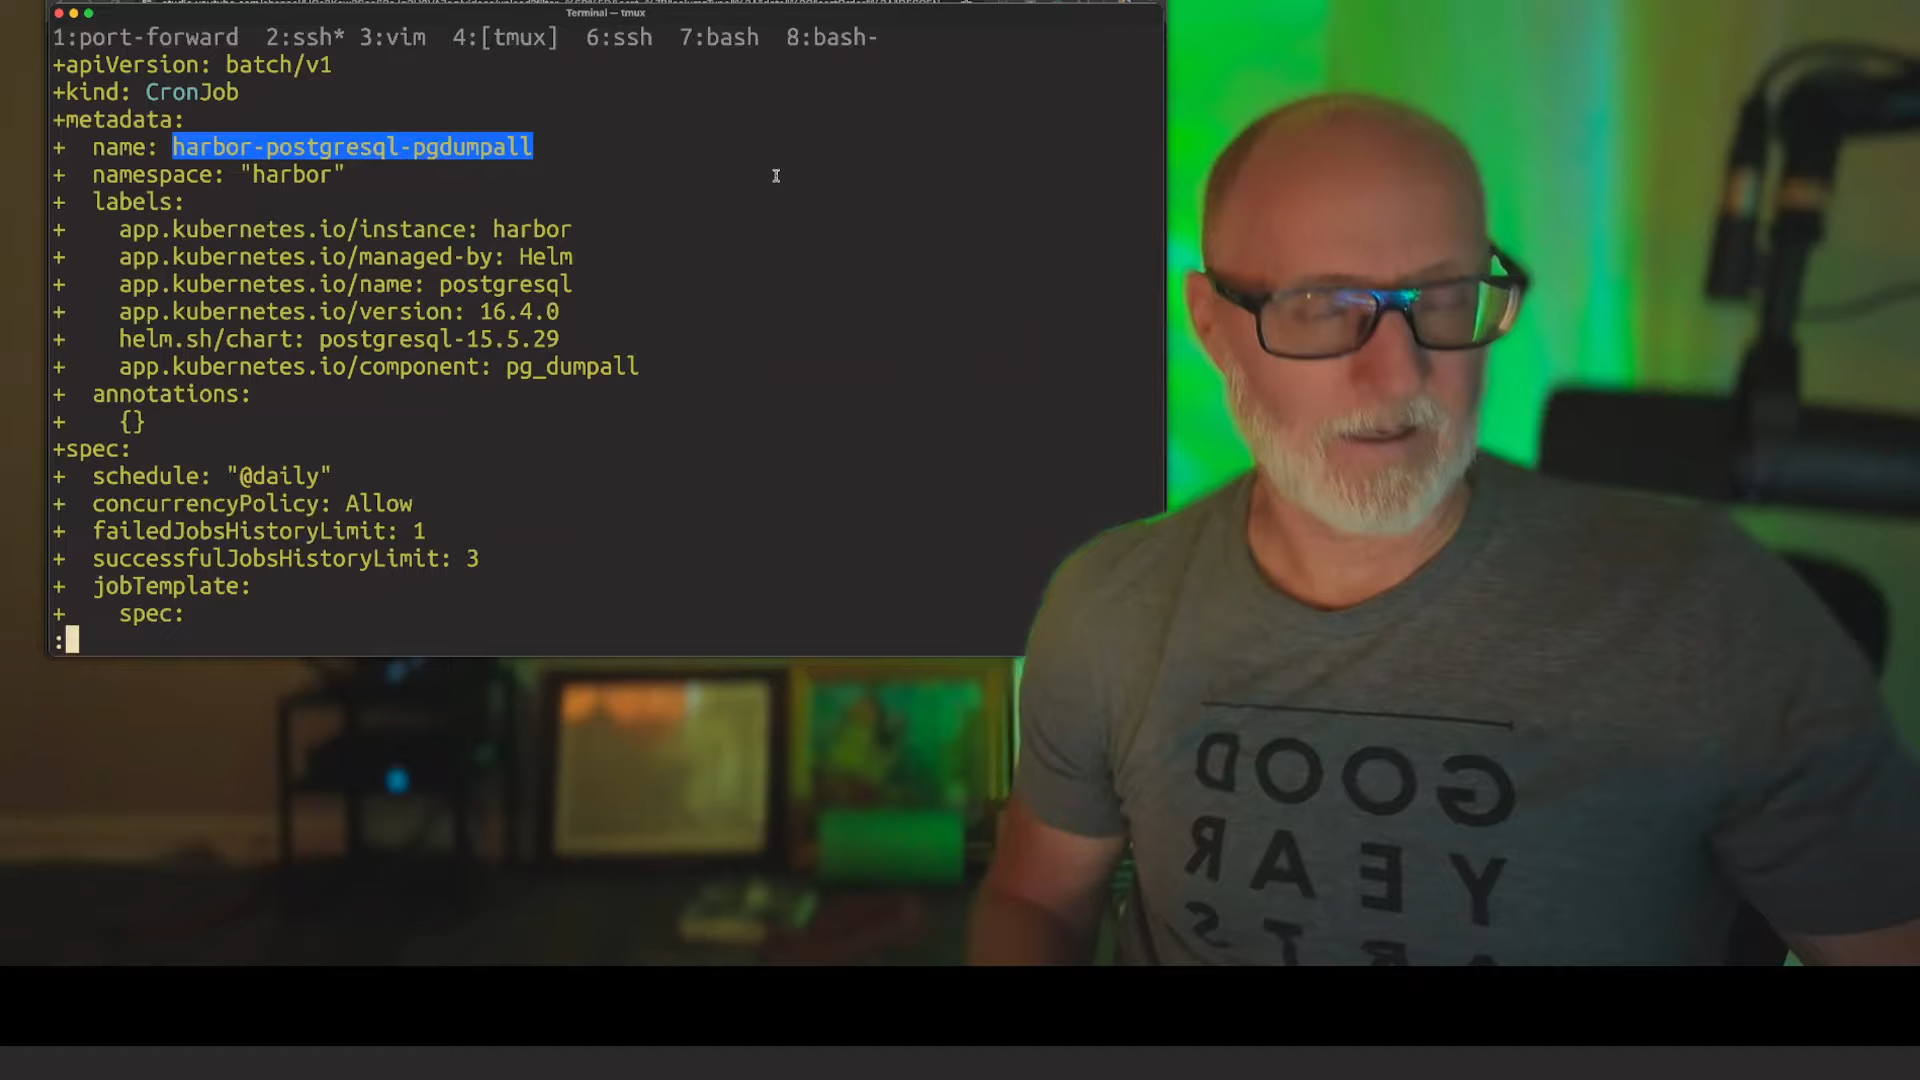 Terminal — tmux
1:port-forward  2:ssh* 3:vim  4:[tmux]  6:ssh  7:bash  8:bash-
+apiVersion: batch/v1
+kind: CronJob
+metadata:
+  name: harbor-postgresql-pgdumpall
+  namespace: "harbor"
+  labels:
+    app.kubernetes.io/instance: harbor
+    app.kubernetes.io/managed-by: Helm
+    app.kubernetes.io/name: postgresql
+    app.kubernetes.io/version: 16.4.0
+    helm.sh/chart: postgresql-15.5.29
+    app.kubernetes.io/component: pg_dumpall
+  annotations:
+    {}
+spec:
+  schedule: "@daily"
+  concurrencyPolicy: Allow
+  failedJobsHistoryLimit: 1
+  successfulJobsHistoryLimit: 3
+  jobTemplate:
+    spec:
:
GOOD
YEAR